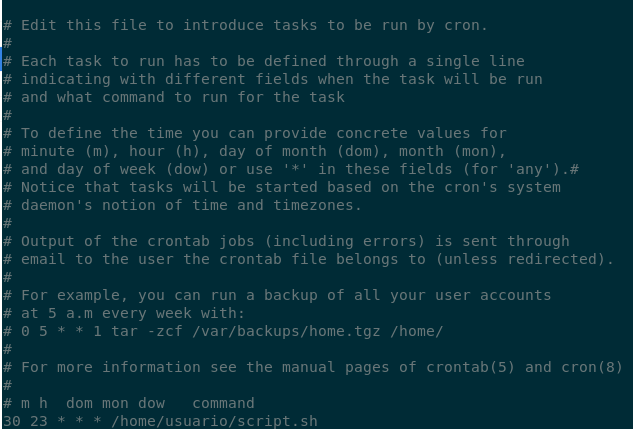 # Edit this file to introduce tasks to be run by cron.
#
# Each task to run has to be defined through a single line
# indicating with different fields when the task will be run
# and what command to run for the task
#
# To define the time you can provide concrete values for
# minute (m), hour (h), day of month (dom), month (mon),
# and day of week (dow) or use '*' in these fields (for 'any').#
# Notice that tasks will be started based on the cron's system
# daemon's notion of time and timezones.
#
# Output of the crontab jobs (including errors) is sent through
# email to the user the crontab file belongs to (unless redirected).
#
# For example, you can run a backup of all your user accounts
# at 5 a.m every week with:
# 0 5 * * 1 tar -zcf /var/backups/home.tgz /home/
#
# For more information see the manual pages of crontab(5) and cron(8)
#
# m h  dom mon dow   command
30 23 * * * /home/usuario/script.sh